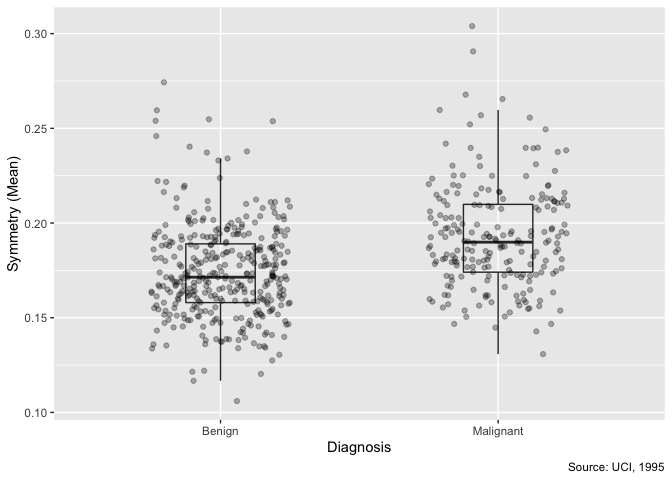 0.30
0.25
0.20
0.15
0.10
Symmetry (Mean)
Benign
Malignant
Diagnosis
Source: UCI, 1995